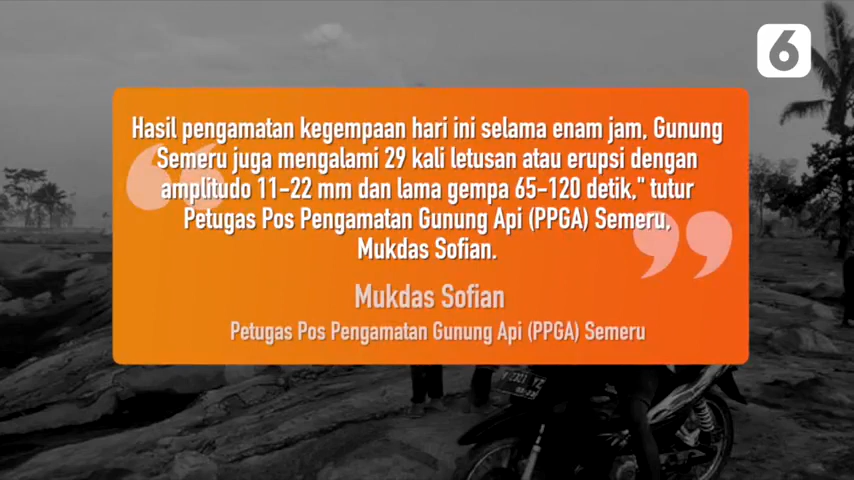 6
Hasil pengamatan kegempaan hari ini selama enam jam, Gunung
Semeru juga mengalami 29 kali letusan atau erupsi dengan
amplitudo 11-22 mm dan lama gempa 65-120 detik," tutur
Petugas Pos Pengamatan Gunung Api (PPGA) Semeru,
Mukdas Sofian.
Mukdas Sofian
Petugas Pos Pengamatan Gunung Api (PPGA) Semeru